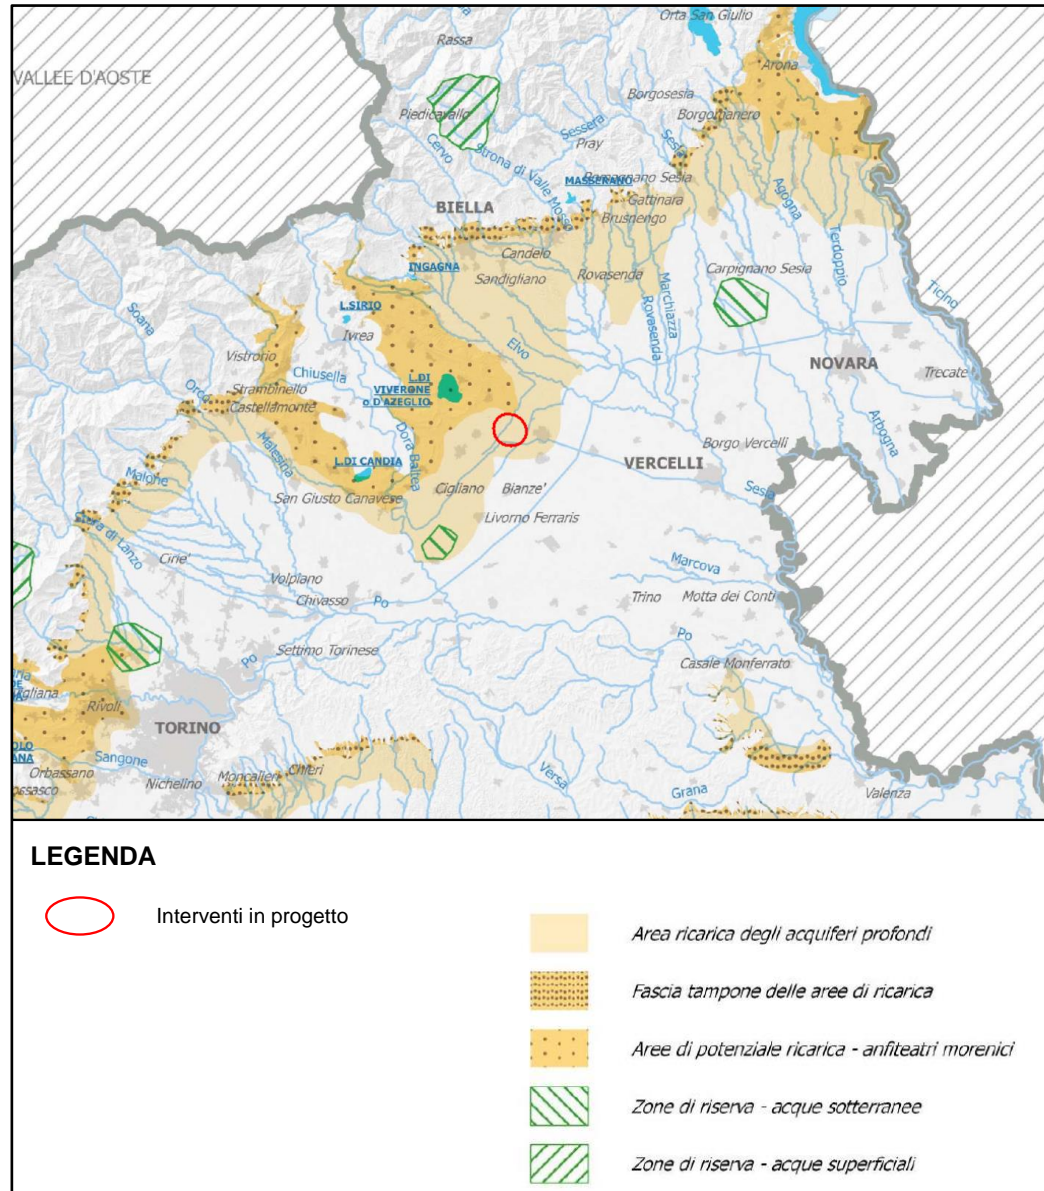 Orta San Giulio
Rassa
Arona
VALLEE D'AOSTE
Borgosesia
Piedicavallo
Borgomanero
Sessera
Sesia
Cervo
Pray
Strona di Valle Mosso
Romagnano Sesia
MASSERANO
Agogna
Gattinara
BIELLA
Brusnengo
Terdoppio
Candelo
INGAGNA
Sandigliano
Rovasenda
Carpignano Sesia
Marchiazza
Ticino
Soana
L.SIRIO
Rovasenda
Ivrea
Elvo
Vistrorio
NOVARA
Chiusella
Trecate
L.DI
VIVERONE
o D'AZEGLIO
Orco
Strambinello
Castellamonte
Arbogna
Dora Baltea
Malesina
Borgo Vercelli
L.DI CANDIA
VERCELLI
Malone
Cigliano
Bianze'
Sesia
San Giusto Canavese
Stura di Lanzo
Livorno Ferraris
Cirie'
Marcova
Volpiano
Chivasso
Po
Trino
Motta dei Conti
Po
Settimo Torinese
Po
Casale Monferrato
Rivoli
TORINO
Sangone
Orbassano
Nichelino
Moncalieri
Chieri
Versa
Grana
Valenza
LEGENDA
Interventi in progetto
Area ricarica degli acquiferi profondi
Fascia tampone delle aree di ricarica
Aree di potenziale ricarica - anfiteatri morenici
Zone di riserva - acque sotterranee
Zone di riserva - acque superficiali